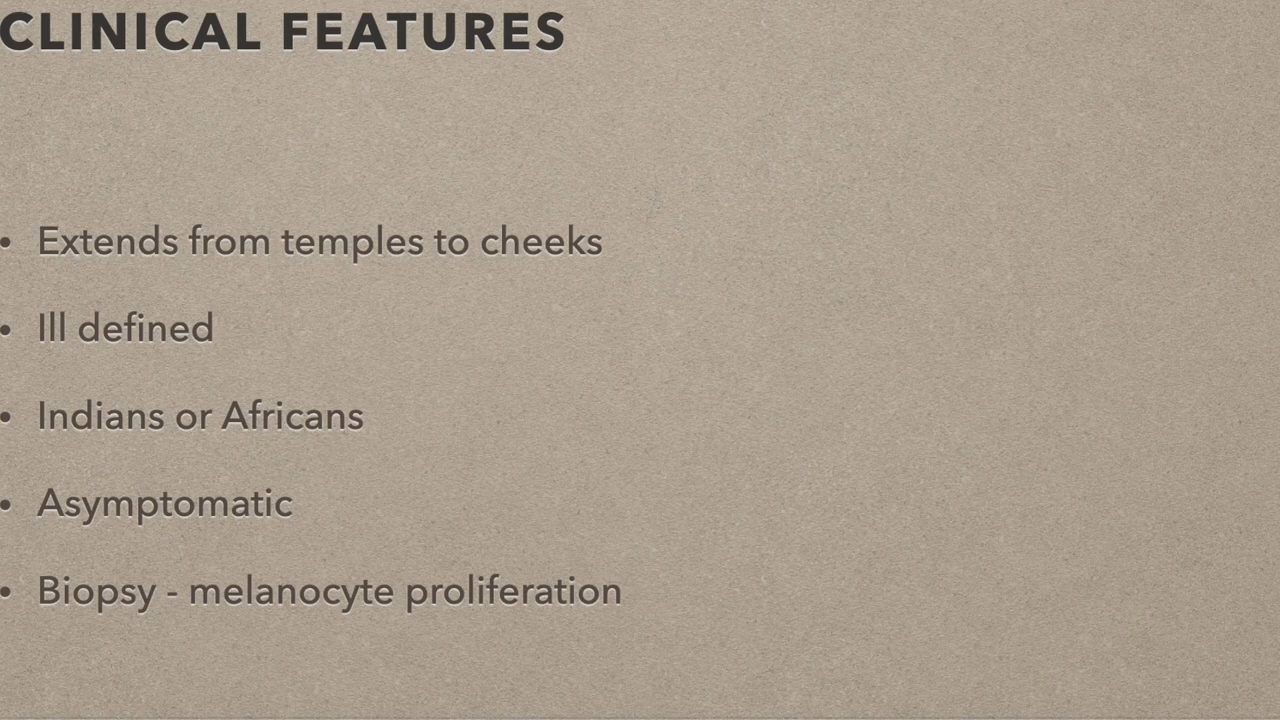 CLINICAL FEATURES
• Extends from temples to cheeks
• Ill defined
• Indians or Africans
• Asymptomatic
• Biopsy - melanocyte proliferation